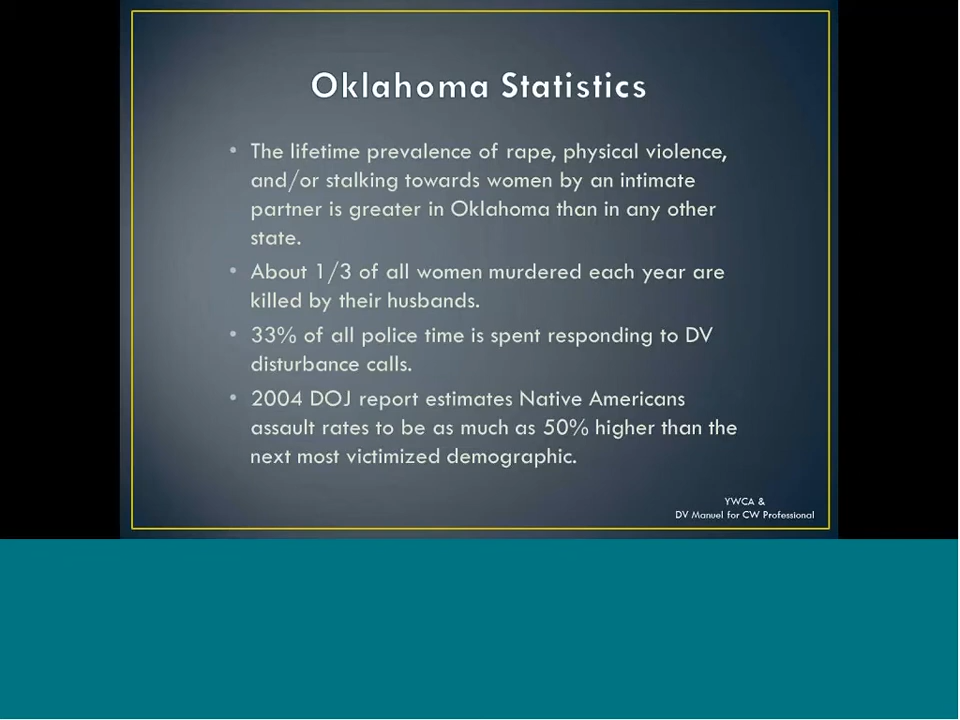 Oklahoma Statistics
• The lifetime prevalence of rape, physical violence,
and/or stalking towards women by an intimate
partner is greater in Oklahoma than in any other
state.
• About 1/3 of all women murdered each year are
killed by their husbands.
• 33% of all police time is spent responding to DV
disturbance calls.
• 2004 DOJ report estimates Native Americans
assault rates to be as much as 50% higher than the
next most victimized demographic.
YWCA &
DV Manuel for CW Professional